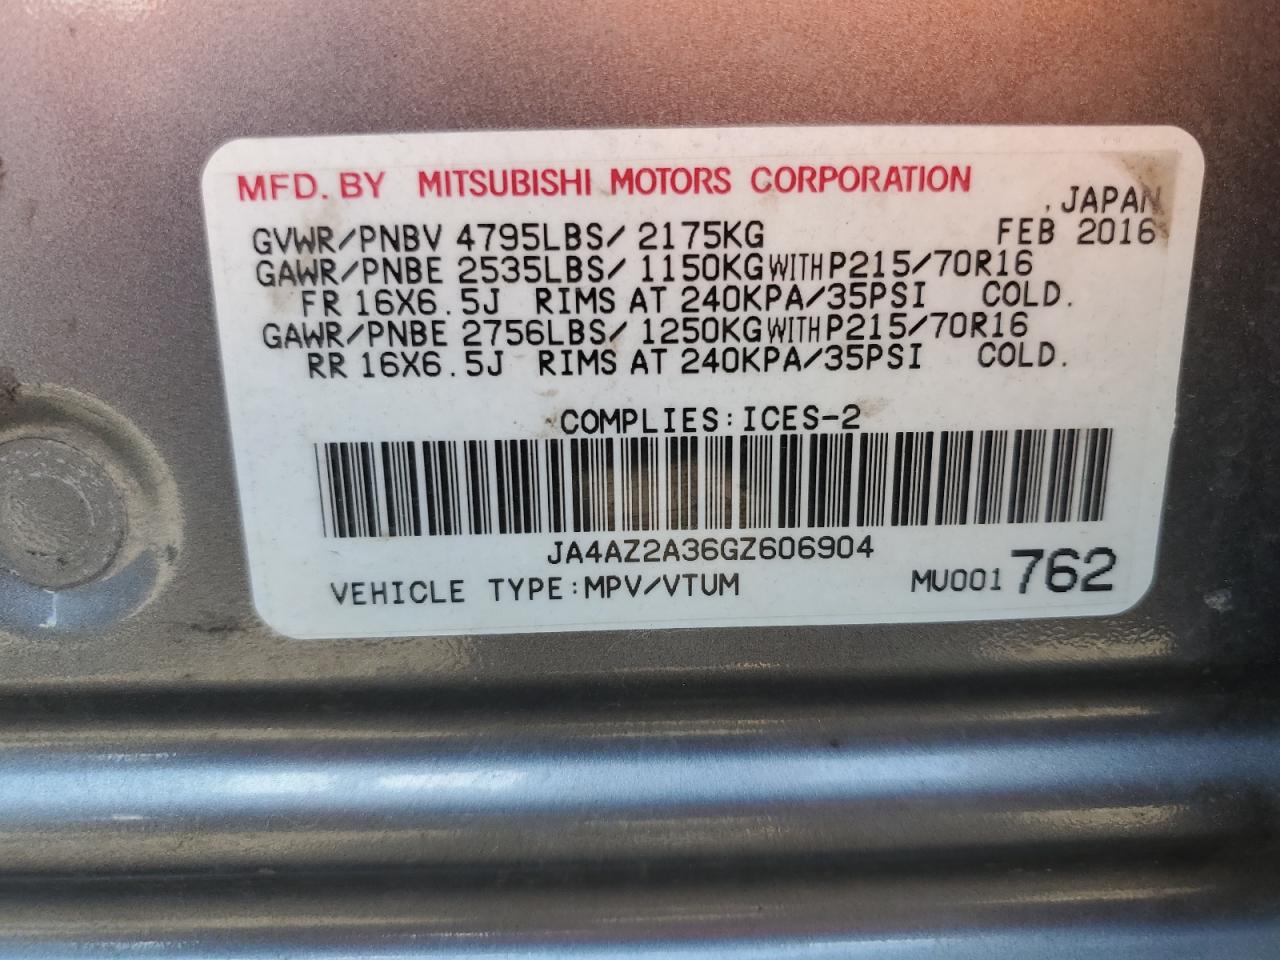 MFD. BY MITSUBISHI MOTORS CORPORATION
JAPAN
GVWR/PNBV 4795LBS/ 2175KG FEB 2016
GAWR/PNBE 2535LBS/ 1150KG WITH P215/70R16
FR 16X6.5J RIMS AT 240KPA/35PSI COLD.
GAWR/PNBE 2756LBS/ 1250KG WITH P215/70R16
RR 16X6.5J RIMS AT 240KPA/35PSI COLD.
COMPLIES:ICES-2
JA4AZ2A36GZ606904
VEHICLE TYPE:MPV/VTUM MU001762